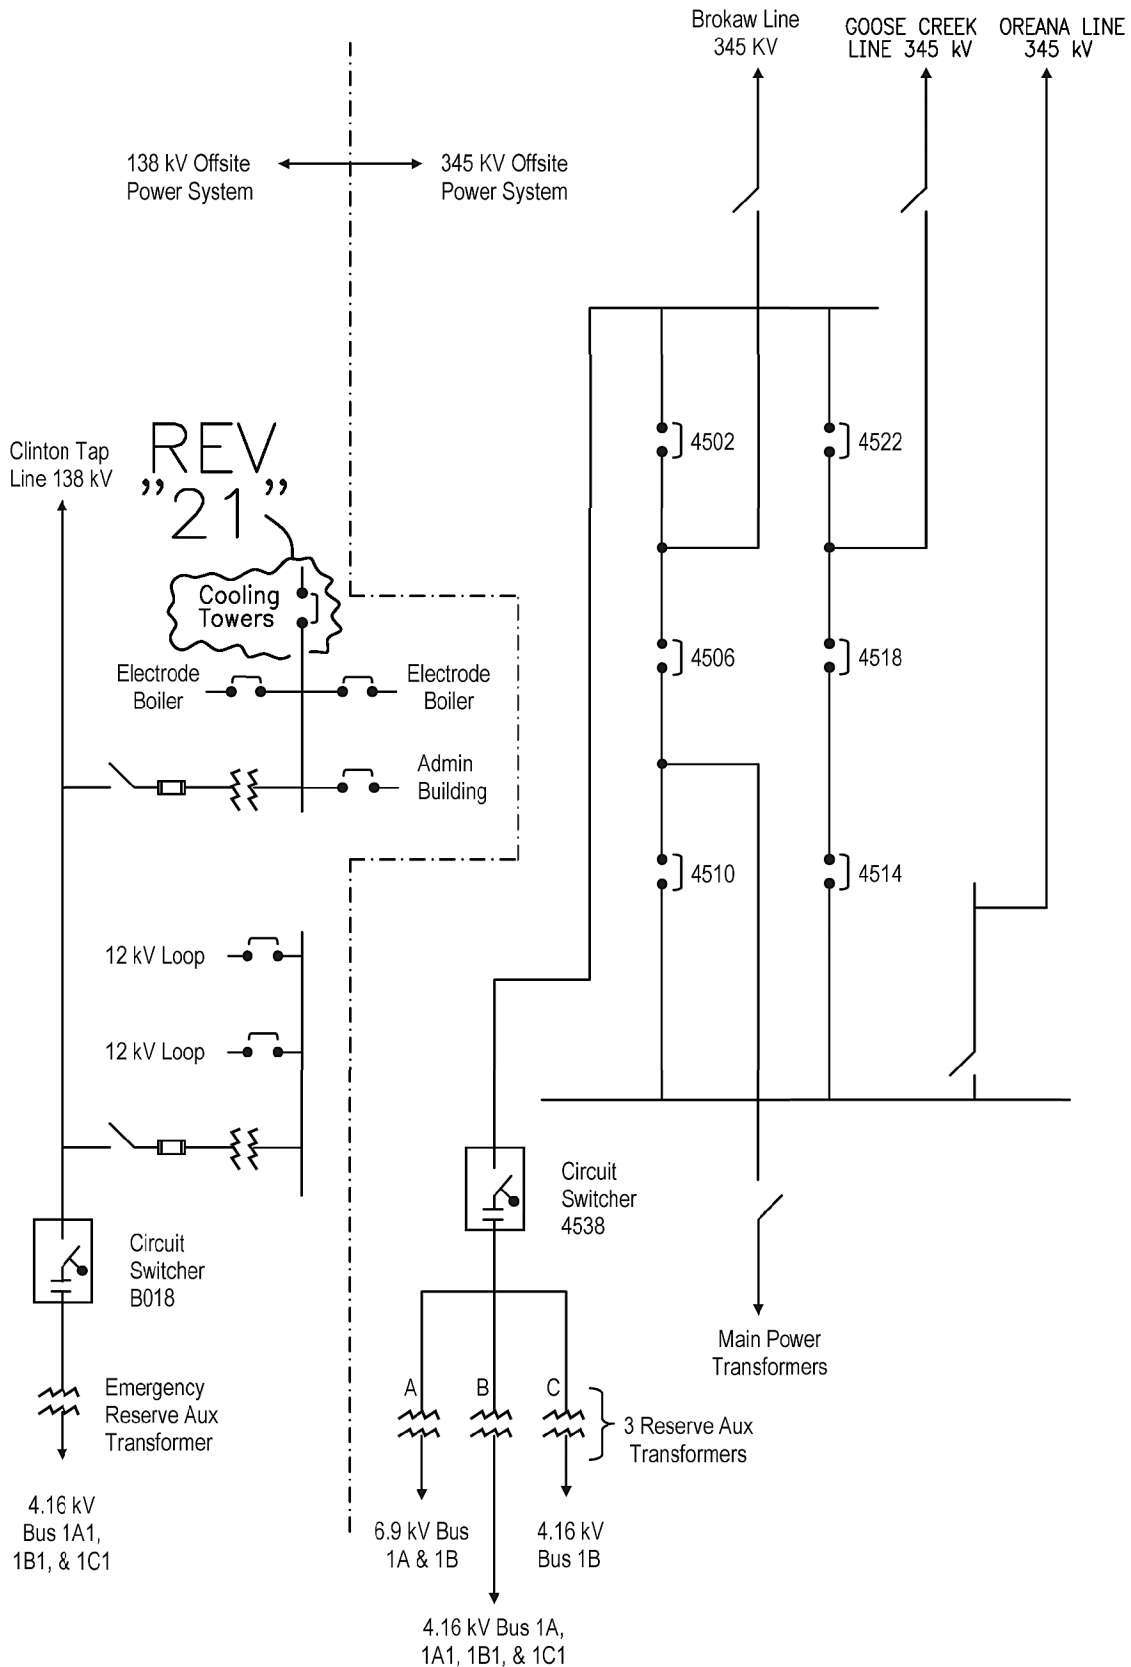 Brokaw Line
345 KV
GOOSE CREEK
LINE 345 kV
OREANA LINE
345 kV
138 kV Offsite
Power System
345 KV Offsite
Power System
Clinton Tap
Line 138 kV
REV
"21"
Cooling
Towers
4502
4522
Electrode
Boiler
Electrode
Boiler
4506
4518
Admin
Building
4510
4514
12 kV Loop
12 kV Loop
Circuit
Switcher
4538
Circuit
Switcher
B018
Main Power
Transformers
Emergency
Reserve Aux
Transformer
A
B
C
3 Reserve Aux
Transformers
4.16 kV
Bus 1A1,
1B1, & 1C1
6.9 kV Bus
1A & 1B
4.16 kV
Bus 1B
4.16 kV Bus 1A,
1A1, 1B1, & 1C1